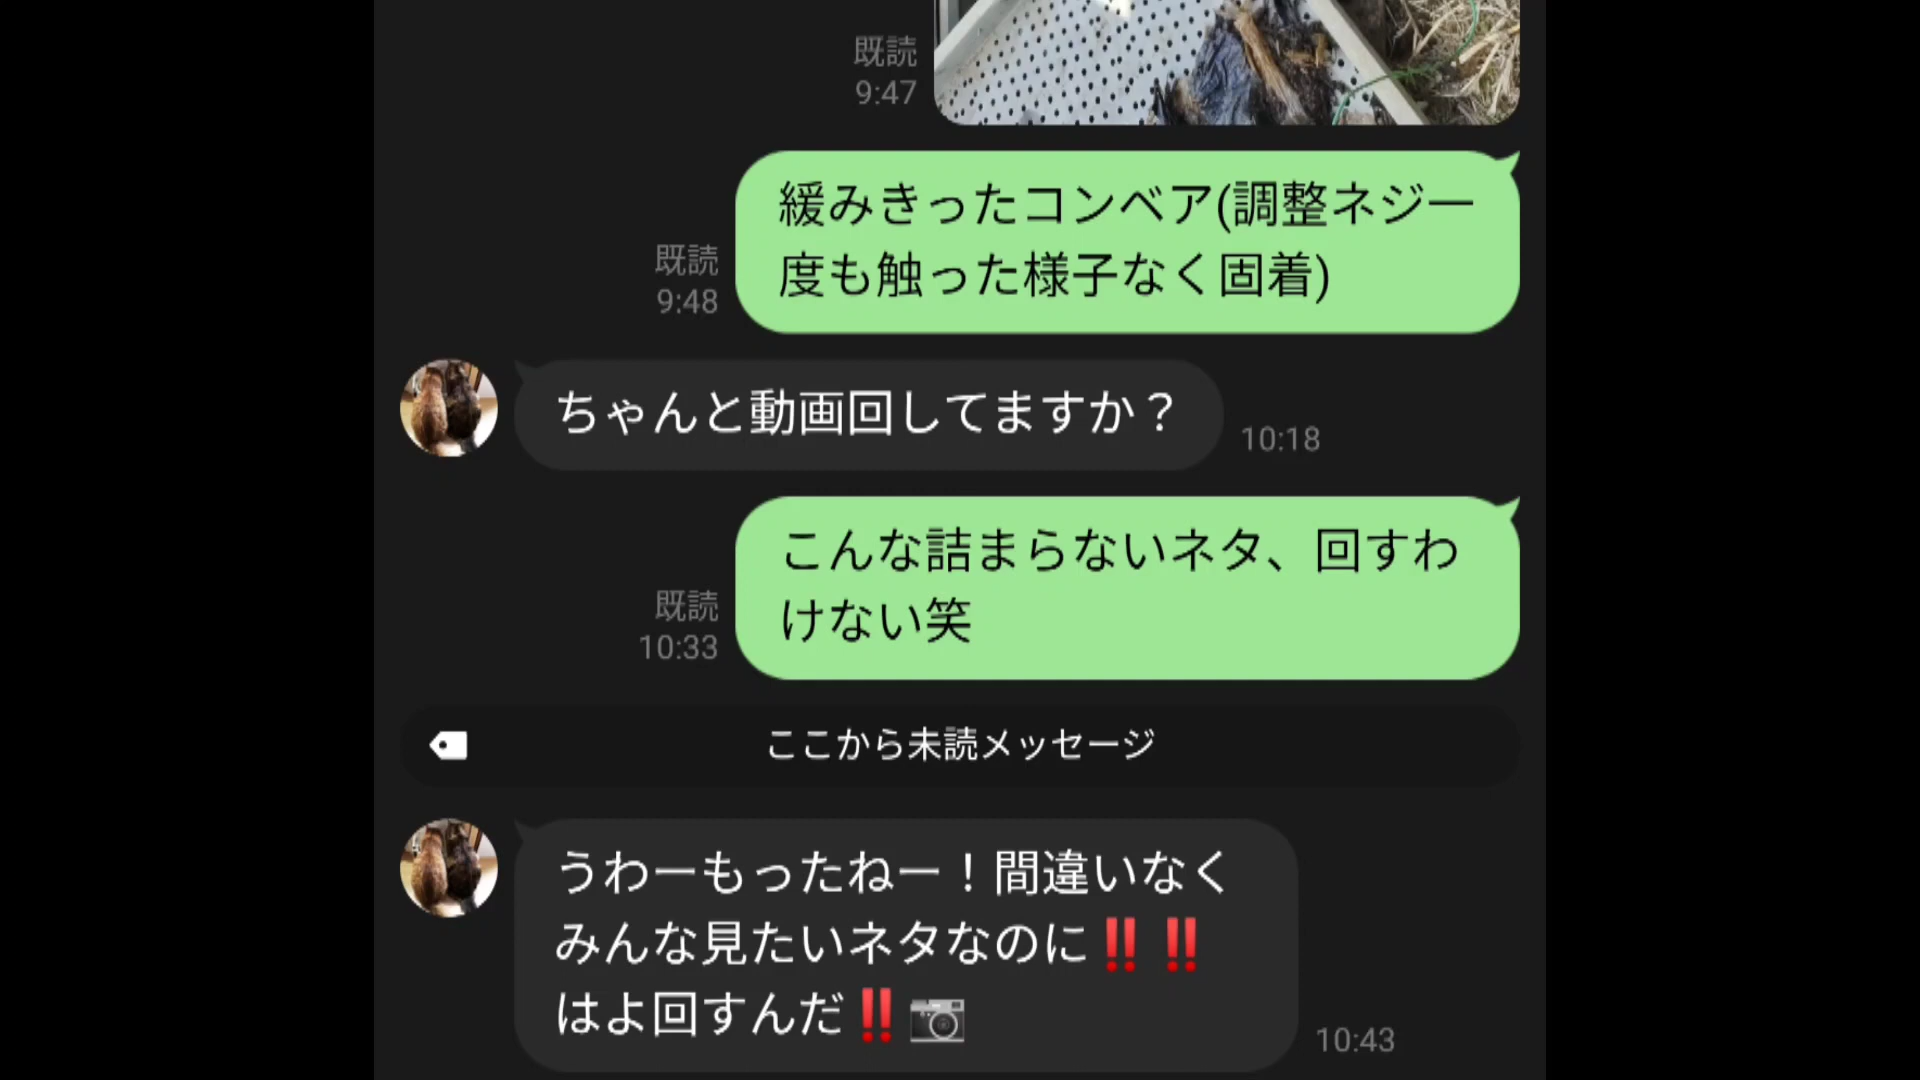 既読
9:47
緩みきったコンベア(調整ネジ一
度も触った様子なく固着)
既読
9:48
ちゃんと動画回してますか？
10:18
こんな詰まらないネタ、回すわ
けない笑
既読
10:33
ここから未読メッセージ
うわーもったねー！間違いなく
みんな見たいネタなのに‼️‼️
はよ回すんだ‼️📷
10:43